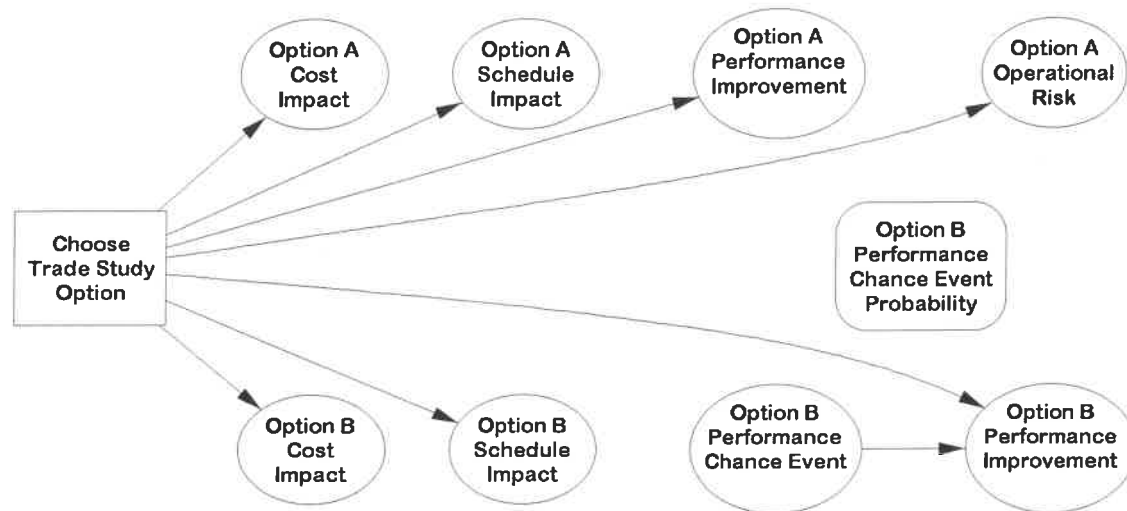 Option A
Cost
Impact
Option A
Schedule
Impact
Option A
Performance
Improvement
Option A
Operational
Risk
Choose
Trade Study
Option
Option B
Performance
Chance Event
Probability
Option B
Cost
Impact
Option B
Schedule
Impact
Option B
Performance
Chance Event
Option B
Performance
Improvement